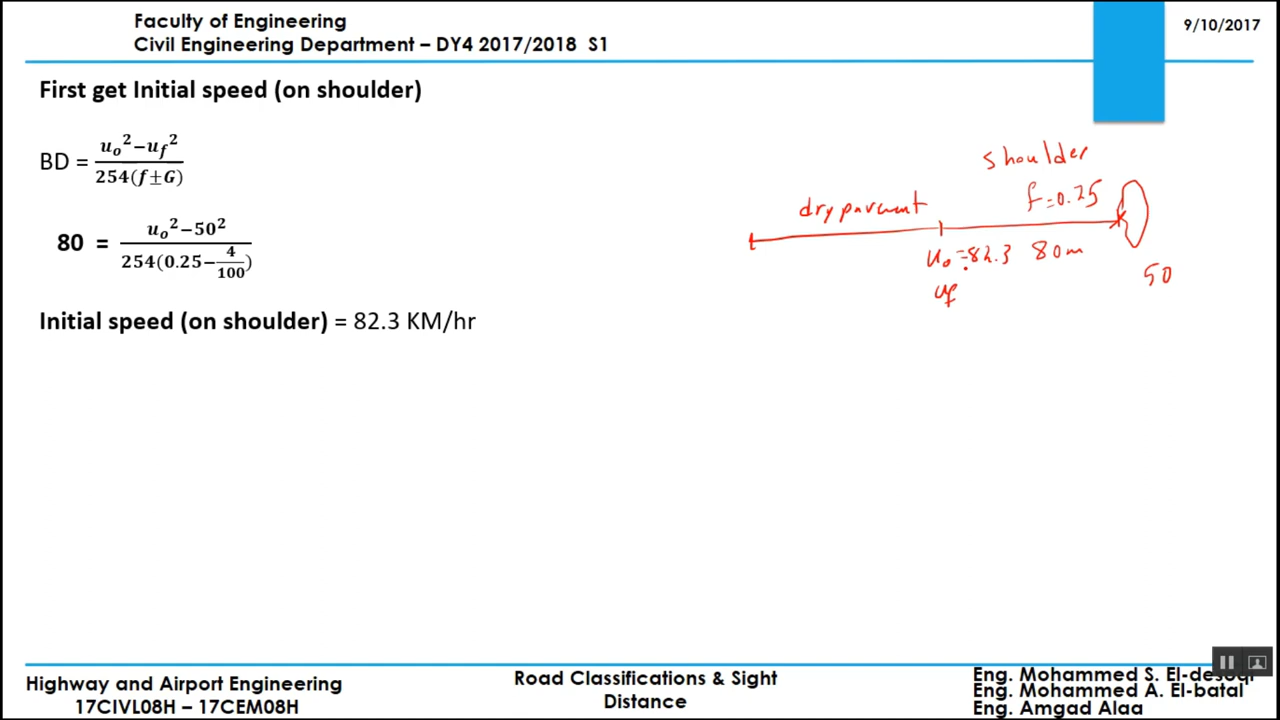 Faculty of Engineering
Civil Engineering Department – DY4 2017/2018 S1
9/10/2017
First get Initial speed (on shoulder)
BD = \frac{u_o^2-u_f^2}{254(f±G)}
80 = \frac{u_o^2-50^2}{254(0.25-\frac{4}{100})}
Initial speed (on shoulder) = 82.3 KM/hr
shoulder
f=0.25
dry pavement
u_o=82.3 80m
50
u_f
Highway and Airport Engineering
17CIVL08H – 17CEM08H
Road Classifications & Sight
Distance
Eng. Mohammed S. El-desoqi
Eng. Mohammed A. El-batal
Eng. Amgad Alaa